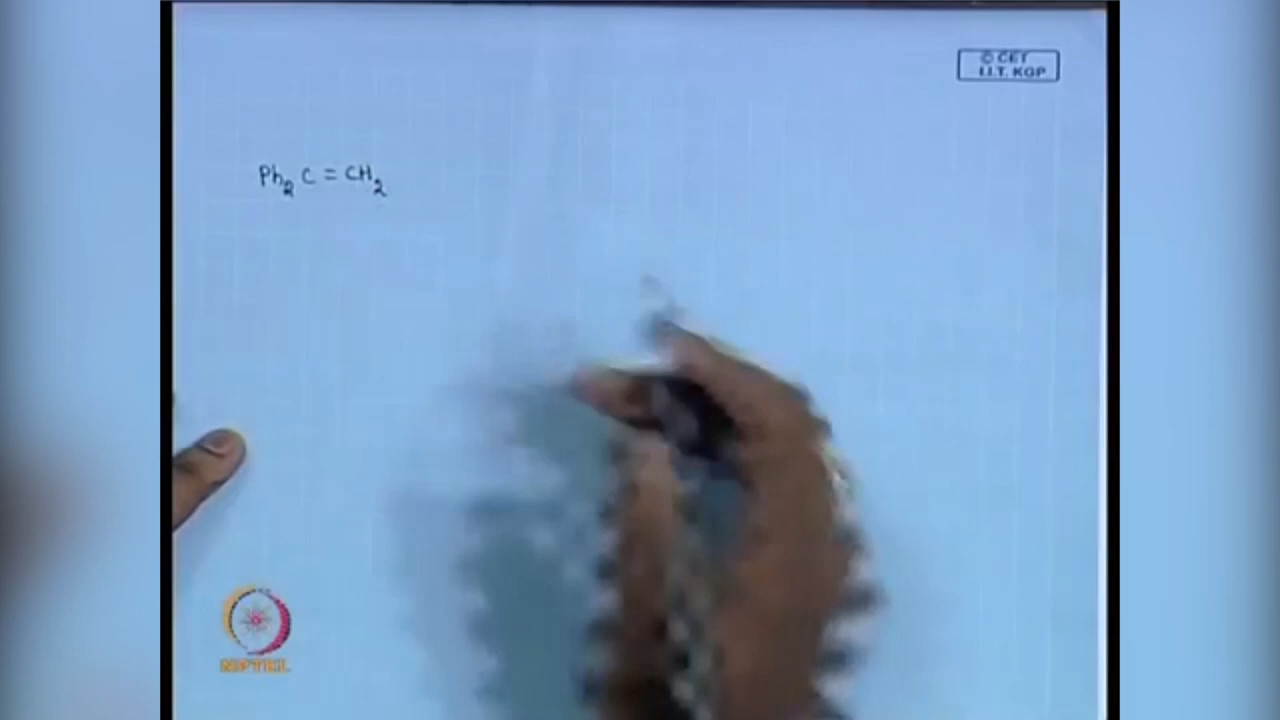 © CET
I.I.T. KGP
Ph₂ C = CH₂
NPTEL